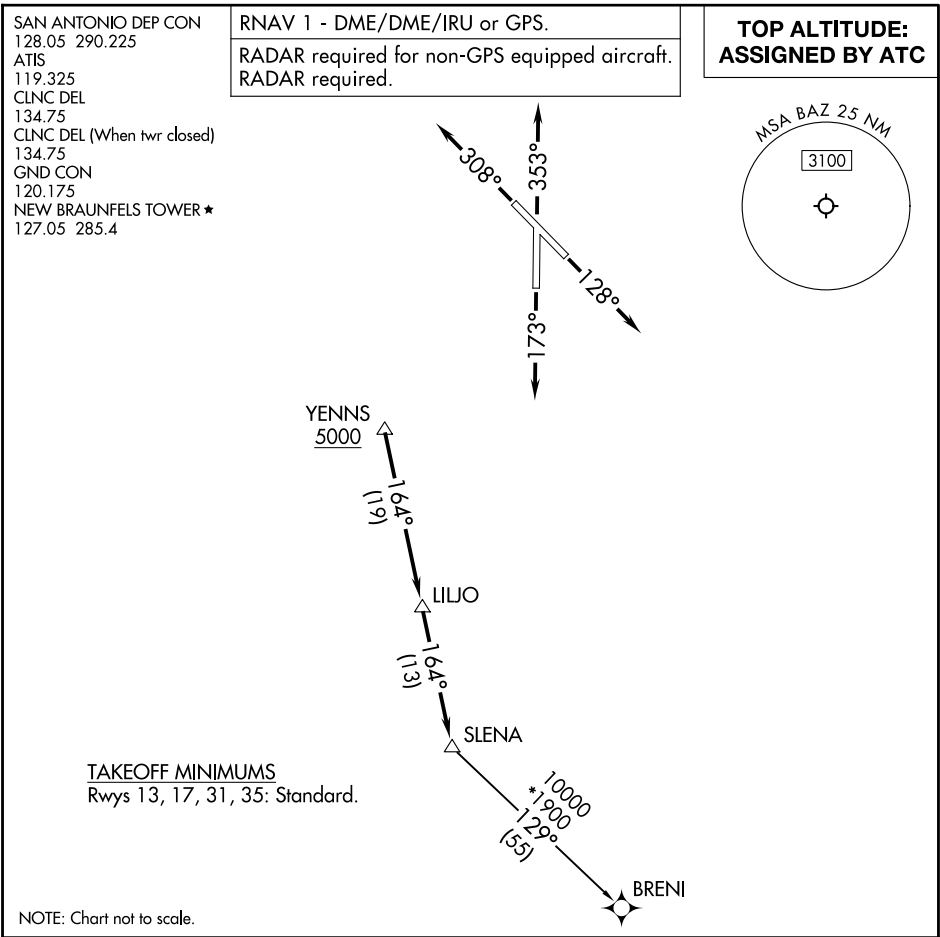 SAN ANTONIO DEP CON
128.05 290.225
ATIS
119.325
CLNC DEL
134.75
CLNC DEL (When twr closed)
134.75
GND CON
120.175
NEW BRAUNFELS TOWER ★
127.05 285.4
RNAV 1 - DME/DME/IRU or GPS.
RADAR required for non-GPS equipped aircraft.
RADAR required.
TOP ALTITUDE:
ASSIGNED BY ATC
MSA BAZ 25 NM
3100
308°
353°
128°
173°
YENNS
5000
164°
(19)
LILJO
164°
(13)
SLENA
10000
*1900
129°
(55)
BRENI
TAKEOFF MINIMUMS
Rwys 13, 17, 31, 35: Standard.
NOTE: Chart not to scale.